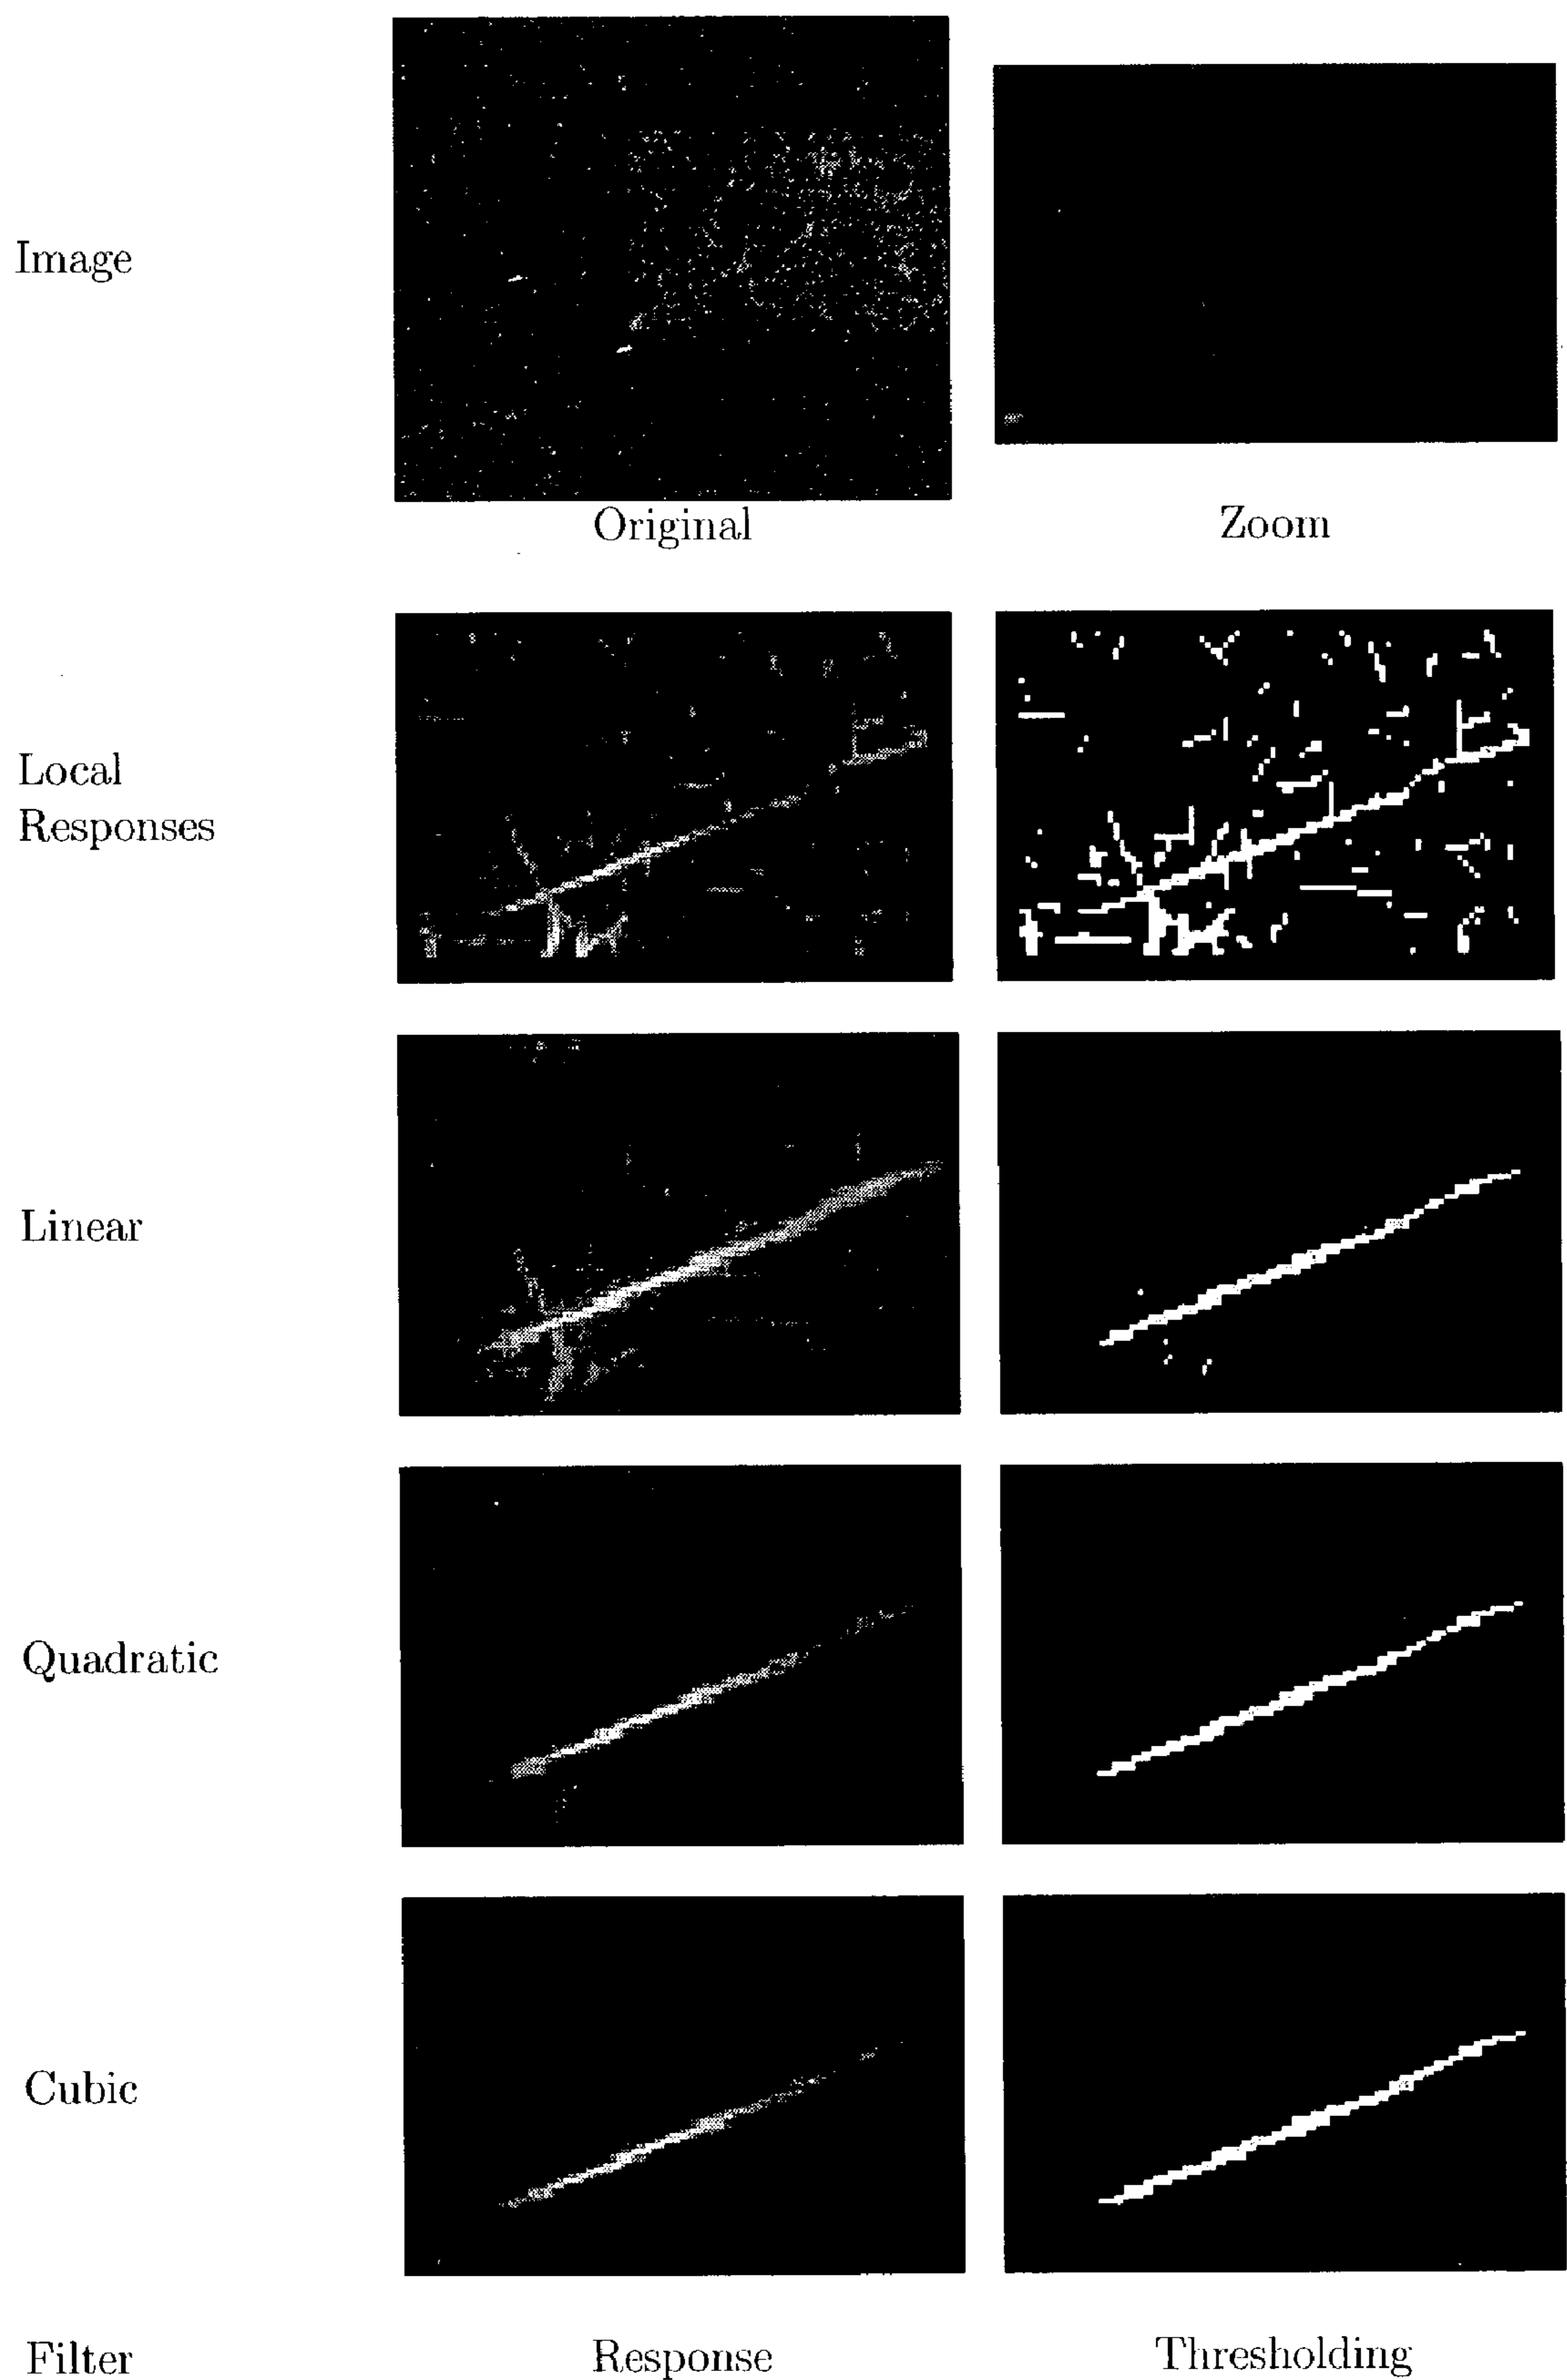 Image
Original
Zoom
Local
Responses
Linear
Quadratic
Cubic
Filter
Response
Thresholding